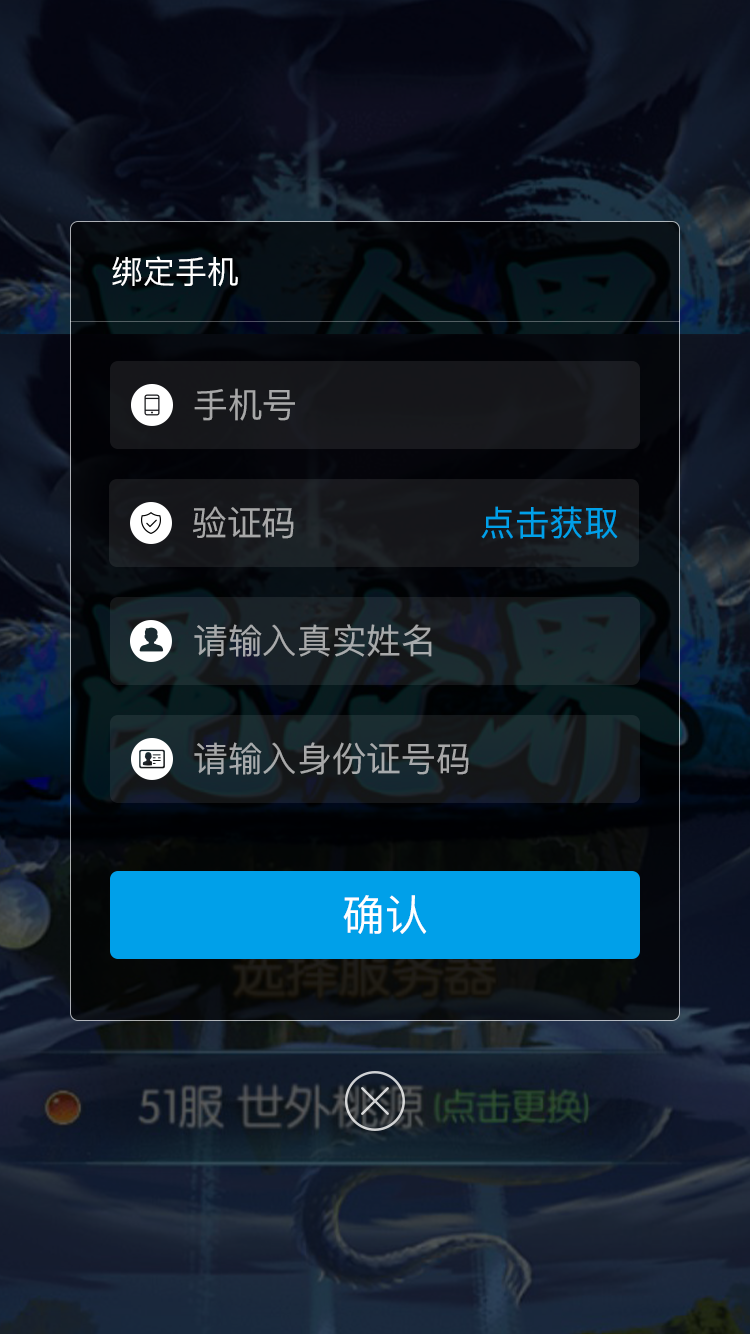 绑定手机
手机号
验证码 点击获取
请输入真实姓名
请输入身份证号码
确认
选择服务器
51服 世外桃源 (点击更换)